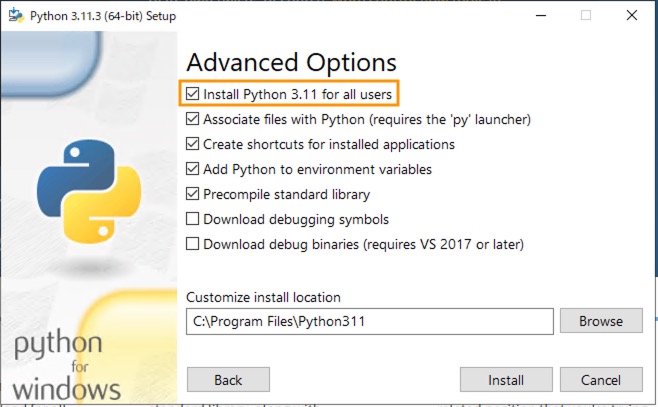 Python 3.11.3 (64-bit) Setup
Advanced Options
Install Python 3.11 for all users
Associate files with Python (requires the 'py' launcher)
Create shortcuts for installed applications
Add Python to environment variables
Precompile standard library
Download debugging symbols
Download debug binaries (requires VS 2017 or later)
Customize install location
C:\Program Files\Python311
Browse
python
for
windows
Back
Install
Cancel